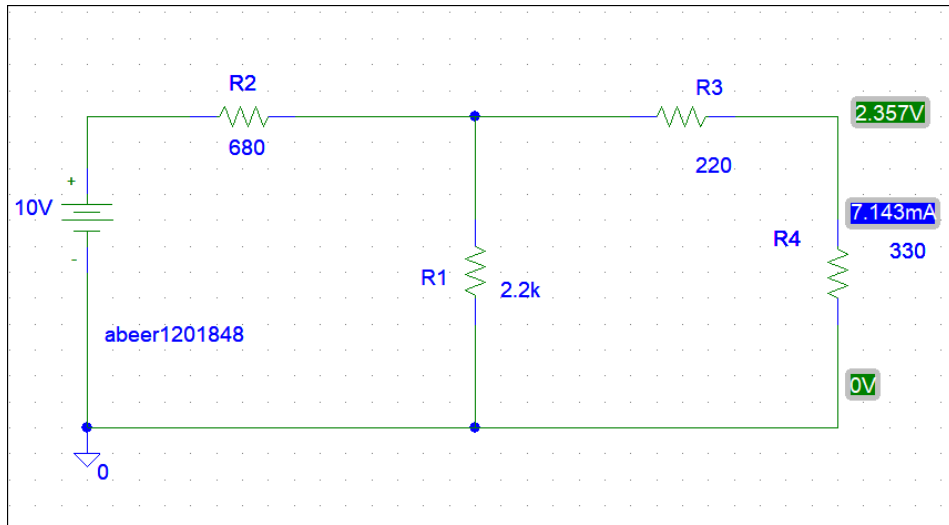 R2
R3
2.357V
680
220
+
10V
7.143mA
R4
330
-
R1
2.2k
abeer1201848
0V
0